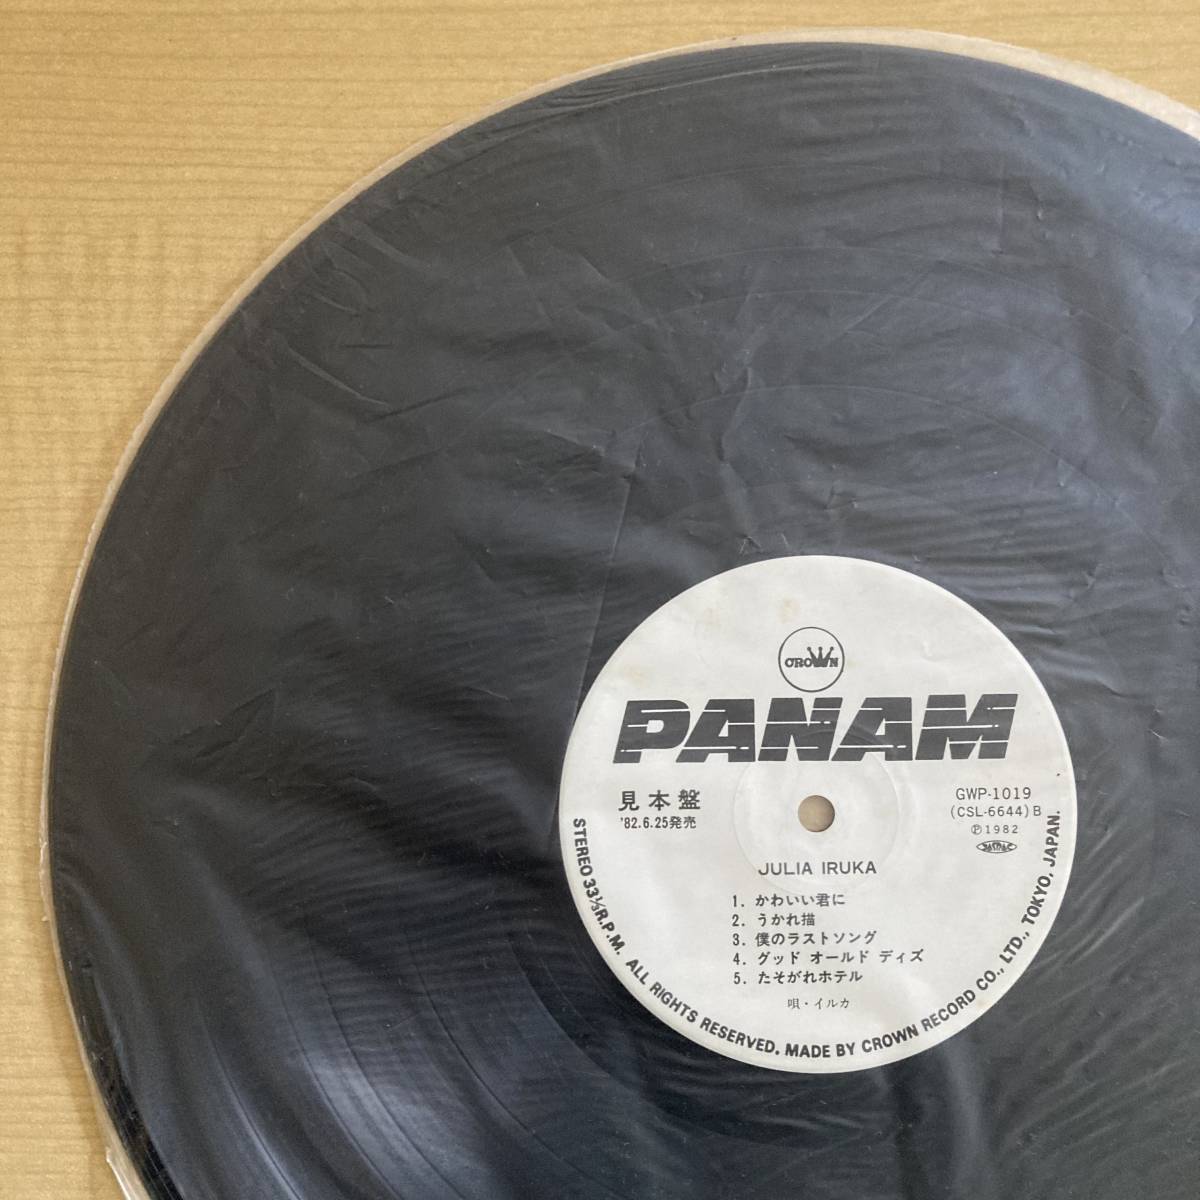 CROWN
PANAM
見本盤
'82.6.25発売
GWP-1019
(CSL-6644)B
Ⓟ1982
JASRAC
JULIA IRUKA
1. かわいい君に
2. うかれ描
3. 僕のラストソング
4. グッド オールド ディズ
5. たそがれホテル
唄・イルカ
STEREO 33⅓R.P.M. ALL RIGHTS RESERVED. MADE BY CROWN RECORD CO., LTD., TOKYO, JAPAN.